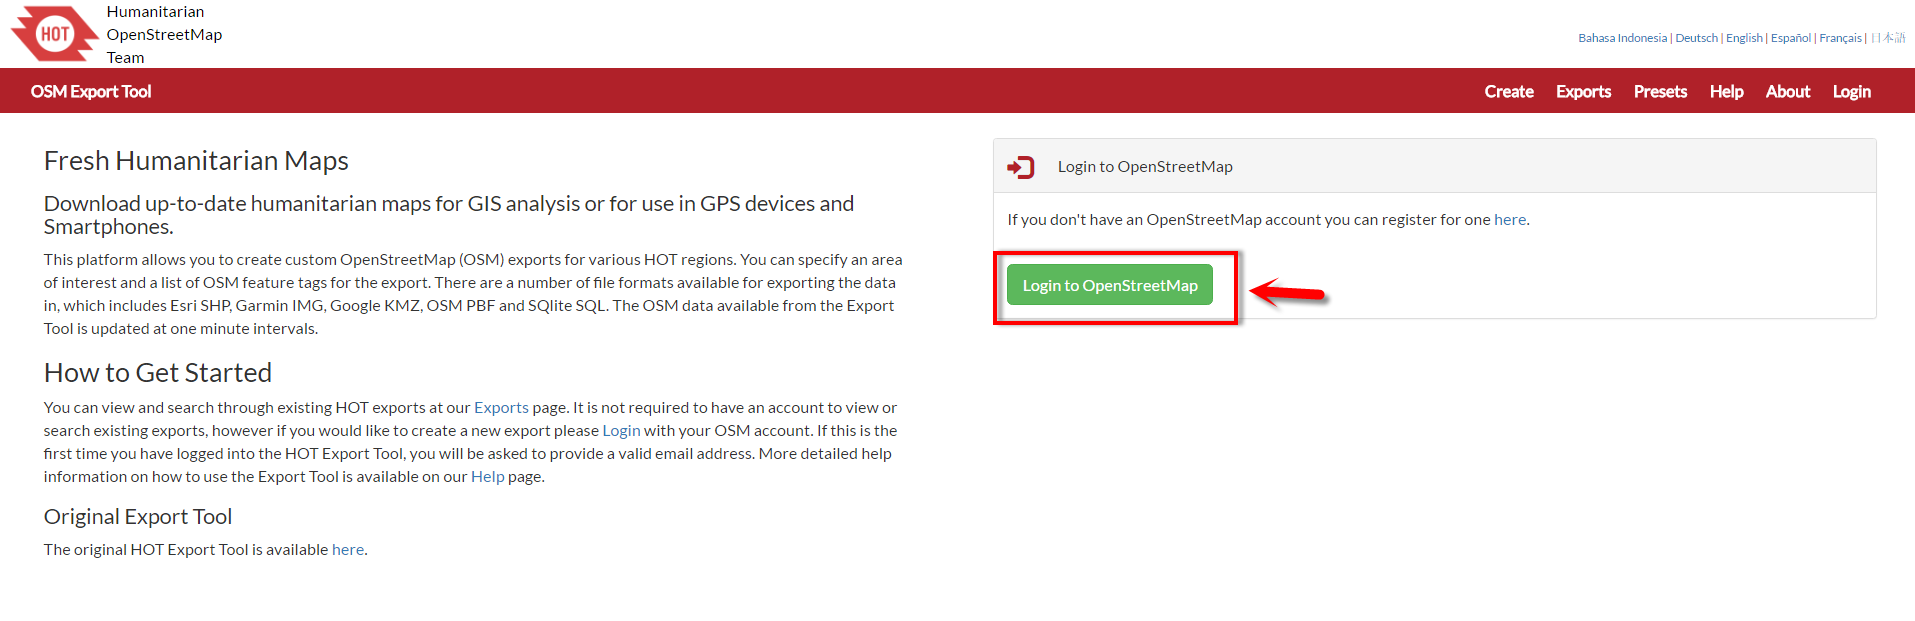 HOT
Humanitarian
OpenStreetMap
Team
Bahasa Indonesia | Deutsch | English | Español | Français | 日本語
OSM Export Tool
Create Exports Presets Help About Login
Fresh Humanitarian Maps
Download up-to-date humanitarian maps for GIS analysis or for use in GPS devices and
Smartphones.
This platform allows you to create custom OpenStreetMap (OSM) exports for various HOT regions. You can specify an area
of interest and a list of OSM feature tags for the export. There are a number of file formats available for exporting the data
in, which includes Esri SHP, Garmin IMG, Google KMZ, OSM PBF and SQlite SQL. The OSM data available from the Export
Tool is updated at one minute intervals.
How to Get Started
You can view and search through existing HOT exports at our Exports page. It is not required to have an account to view or
search existing exports, however if you would like to create a new export please Login with your OSM account. If this is the
first time you have logged into the HOT Export Tool, you will be asked to provide a valid email address. More detailed help
information on how to use the Export Tool is available on our Help page.
Original Export Tool
The original HOT Export Tool is available here.
Login to OpenStreetMap
If you don't have an OpenStreetMap account you can register for one here.
Login to OpenStreetMap